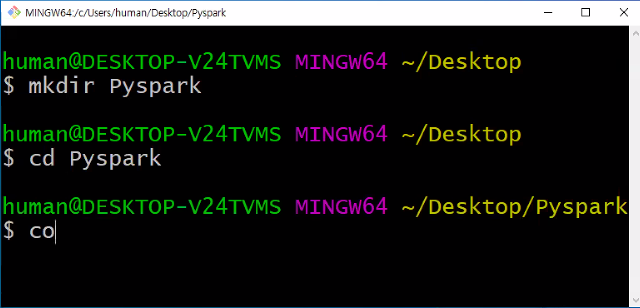 MINGW64:/c/Users/human/Desktop/Pyspark
human@DESKTOP-V24TVMS MINGW64 ~/Desktop
$ mkdir Pyspark
human@DESKTOP-V24TVMS MINGW64 ~/Desktop
$ cd Pyspark
human@DESKTOP-V24TVMS MINGW64 ~/Desktop/Pyspark
$ co